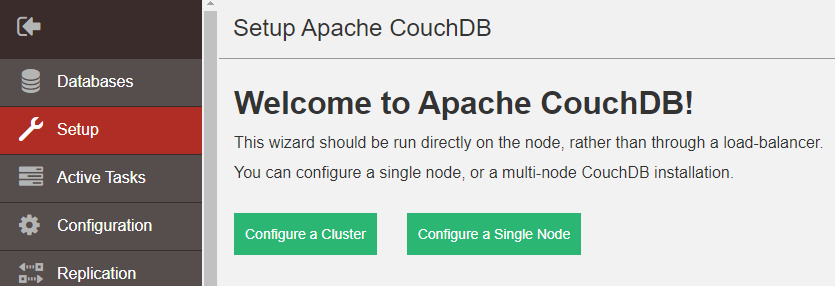 Setup Apache CouchDB
Databases
Setup
Active Tasks
Configuration
Replication
Welcome to Apache CouchDB!
This wizard should be run directly on the node, rather than through a load-balancer.
You can configure a single node, or a multi-node CouchDB installation.
Configure a Cluster
Configure a Single Node